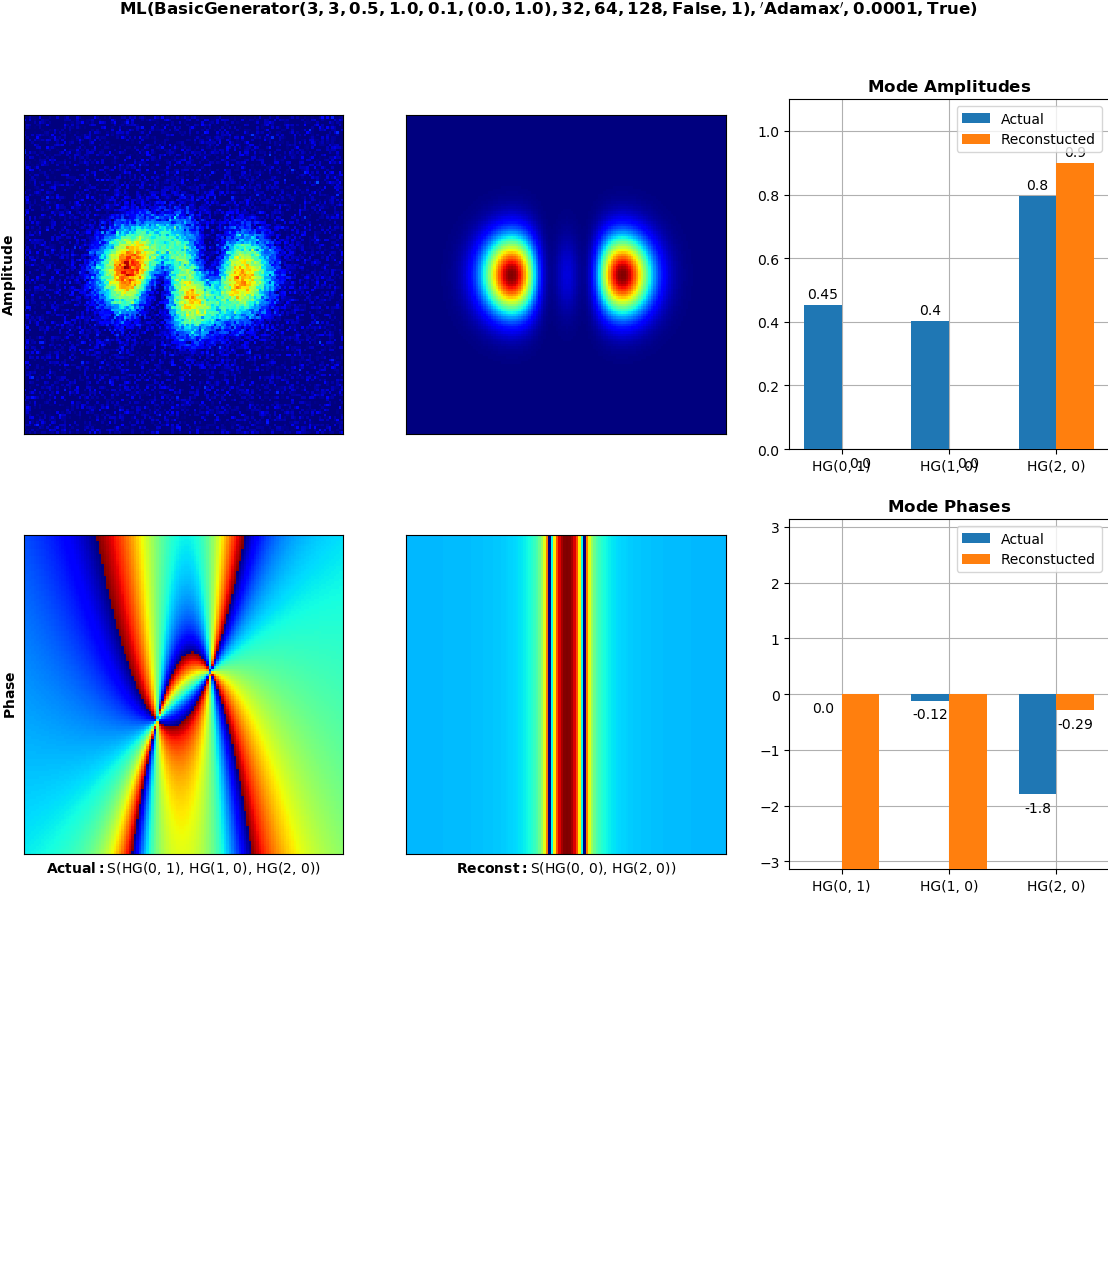 ML(BasicGenerator(3, 3, 0.5, 1.0, 0.1, (0.0, 1.0), 32, 64, 128, False, 1), ′Adamax′, 0.0001, True)
Amplitude
Mode Amplitudes
Actual
Reconstucted
1.0
0.8
0.6
0.4
0.2
0.0
0.45
0.0
0.4
0.0
0.8
0.9
HG(0, 1)
HG(1, 0)
HG(2, 0)
Phase
Actual: S(HG(0, 1), HG(1, 0), HG(2, 0))
Reconst: S(HG(0, 0), HG(2, 0))
Mode Phases
Actual
Reconstucted
3
2
1
0
−1
−2
−3
0.0
-0.12
-1.8
-0.29
HG(0, 1)
HG(1, 0)
HG(2, 0)